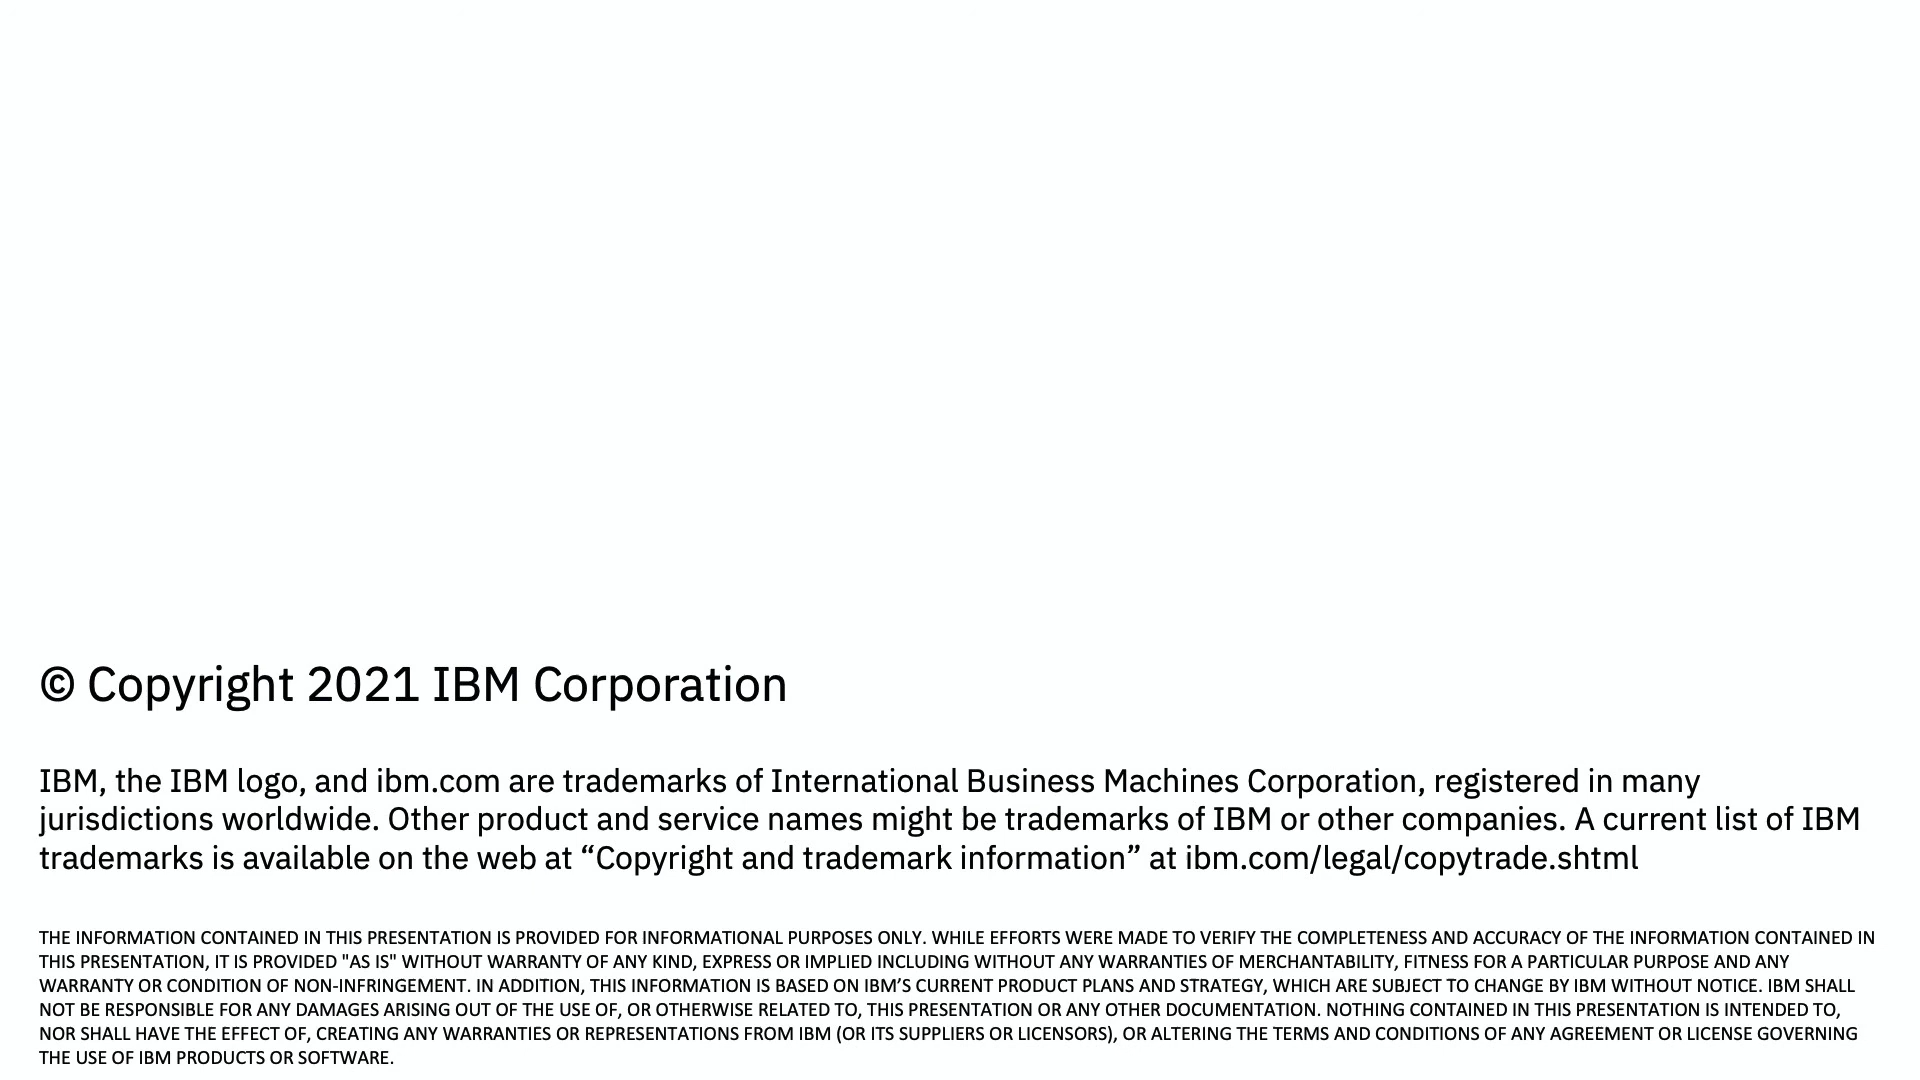 © Copyright 2021 IBM Corporation
IBM, the IBM logo, and ibm.com are trademarks of International Business Machines Corporation, registered in many
jurisdictions worldwide. Other product and service names might be trademarks of IBM or other companies. A current list of IBM
trademarks is available on the web at “Copyright and trademark information” at ibm.com/legal/copytrade.shtml
THE INFORMATION CONTAINED IN THIS PRESENTATION IS PROVIDED FOR INFORMATIONAL PURPOSES ONLY. WHILE EFFORTS WERE MADE TO VERIFY THE COMPLETENESS AND ACCURACY OF THE INFORMATION CONTAINED IN
THIS PRESENTATION, IT IS PROVIDED "AS IS" WITHOUT WARRANTY OF ANY KIND, EXPRESS OR IMPLIED INCLUDING WITHOUT ANY WARRANTIES OF MERCHANTABILITY, FITNESS FOR A PARTICULAR PURPOSE AND ANY
WARRANTY OR CONDITION OF NON-INFRINGEMENT. IN ADDITION, THIS INFORMATION IS BASED ON IBM’S CURRENT PRODUCT PLANS AND STRATEGY, WHICH ARE SUBJECT TO CHANGE BY IBM WITHOUT NOTICE. IBM SHALL
NOT BE RESPONSIBLE FOR ANY DAMAGES ARISING OUT OF THE USE OF, OR OTHERWISE RELATED TO, THIS PRESENTATION OR ANY OTHER DOCUMENTATION. NOTHING CONTAINED IN THIS PRESENTATION IS INTENDED TO,
NOR SHALL HAVE THE EFFECT OF, CREATING ANY WARRANTIES OR REPRESENTATIONS FROM IBM (OR ITS SUPPLIERS OR LICENSORS), OR ALTERING THE TERMS AND CONDITIONS OF ANY AGREEMENT OR LICENSE GOVERNING
THE USE OF IBM PRODUCTS OR SOFTWARE.